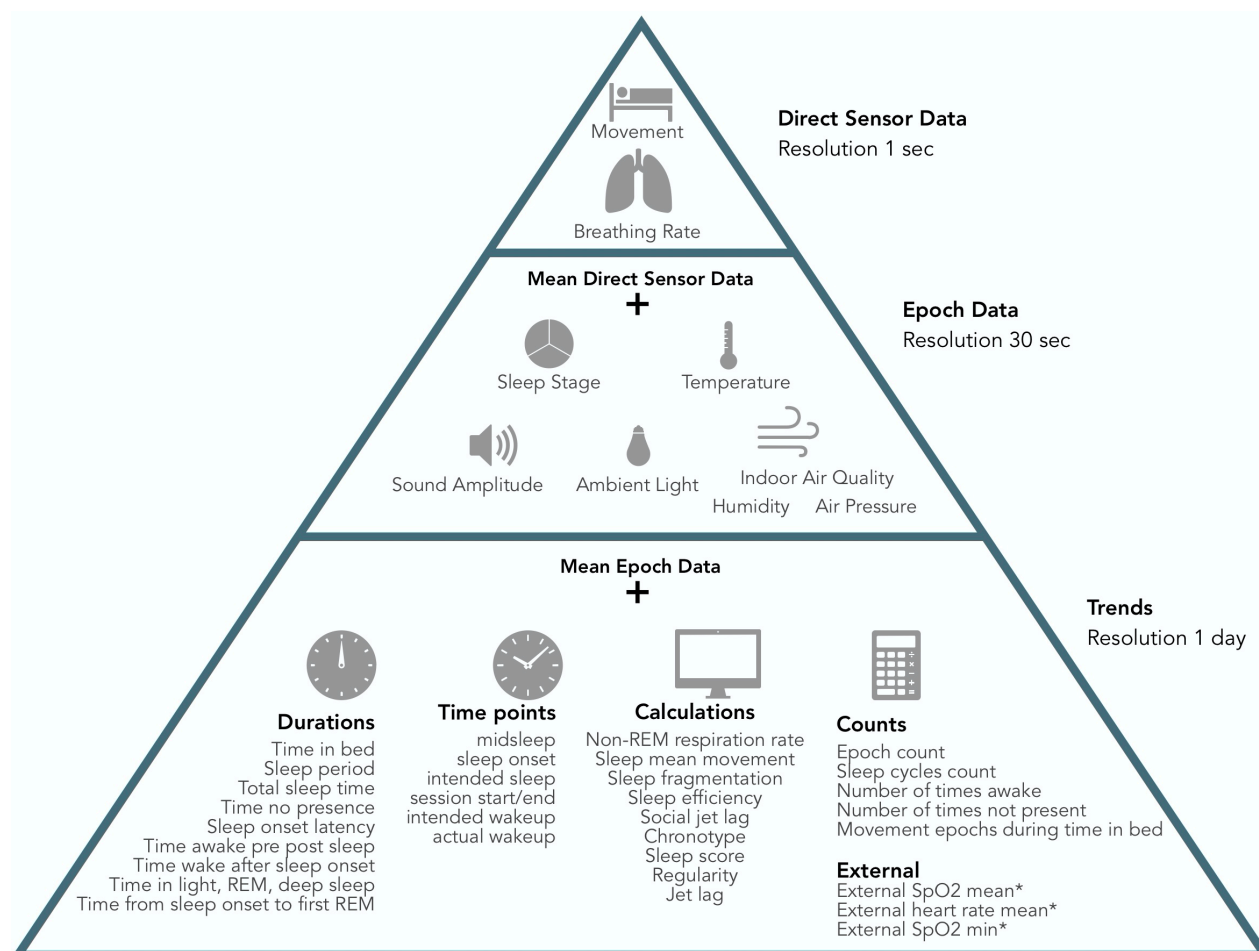 Movement
Breathing Rate
Direct Sensor Data
Resolution 1 sec
Mean Direct Sensor Data
+
Sleep Stage
Temperature
Sound Amplitude
Ambient Light
Indoor Air Quality
Humidity
Air Pressure
Epoch Data
Resolution 30 sec
Mean Epoch Data
+
Durations
Time in bed
Sleep period
Total sleep time
Time no presence
Sleep onset latency
Time awake pre post sleep
Time wake after sleep onset
Time in light, REM, deep sleep
Time from sleep onset to first REM
Time points
midsleep
sleep onset
intended sleep
session start/end
intended wakeup
actual wakeup
Calculations
Non-REM respiration rate
Sleep mean movement
Sleep fragmentation
Sleep efficiency
Social jet lag
Chronotype
Sleep score
Regularity
Jet lag
Counts
Epoch count
Sleep cycles count
Number of times awake
Number of times not present
Movement epochs during time in bed
External
External SpO2 mean*
External heart rate mean*
External SpO2 min*
Trends
Resolution 1 day